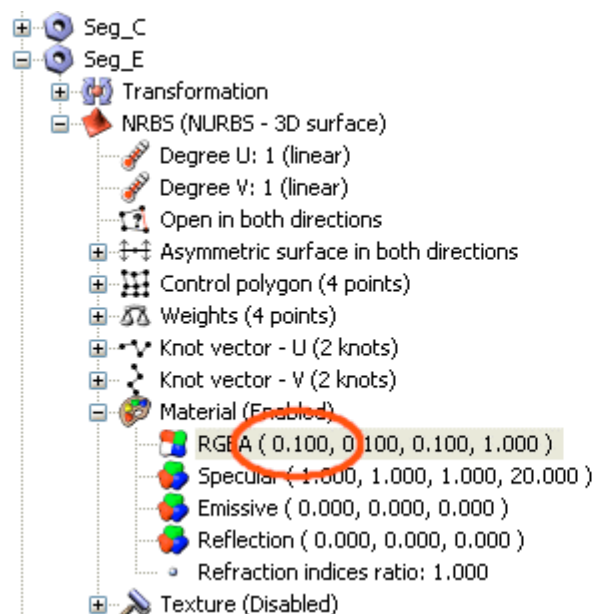 Seg_C
Seg_E
Transformation
NRBS (NURBS - 3D surface)
Degree U: 1 (linear)
Degree V: 1 (linear)
Open in both directions
Asymmetric surface in both directions
Control polygon (4 points)
Weights (4 points)
Knot vector - U (2 knots)
Knot vector - V (2 knots)
Material (Enabled)
RGBA ( 0.100, 0.100, 0.100, 1.000 )
Specular ( 1.000, 1.000, 1.000, 20.000 )
Emissive ( 0.000, 0.000, 0.000 )
Reflection ( 0.000, 0.000, 0.000 )
Refraction indices ratio: 1.000
Texture (Disabled)